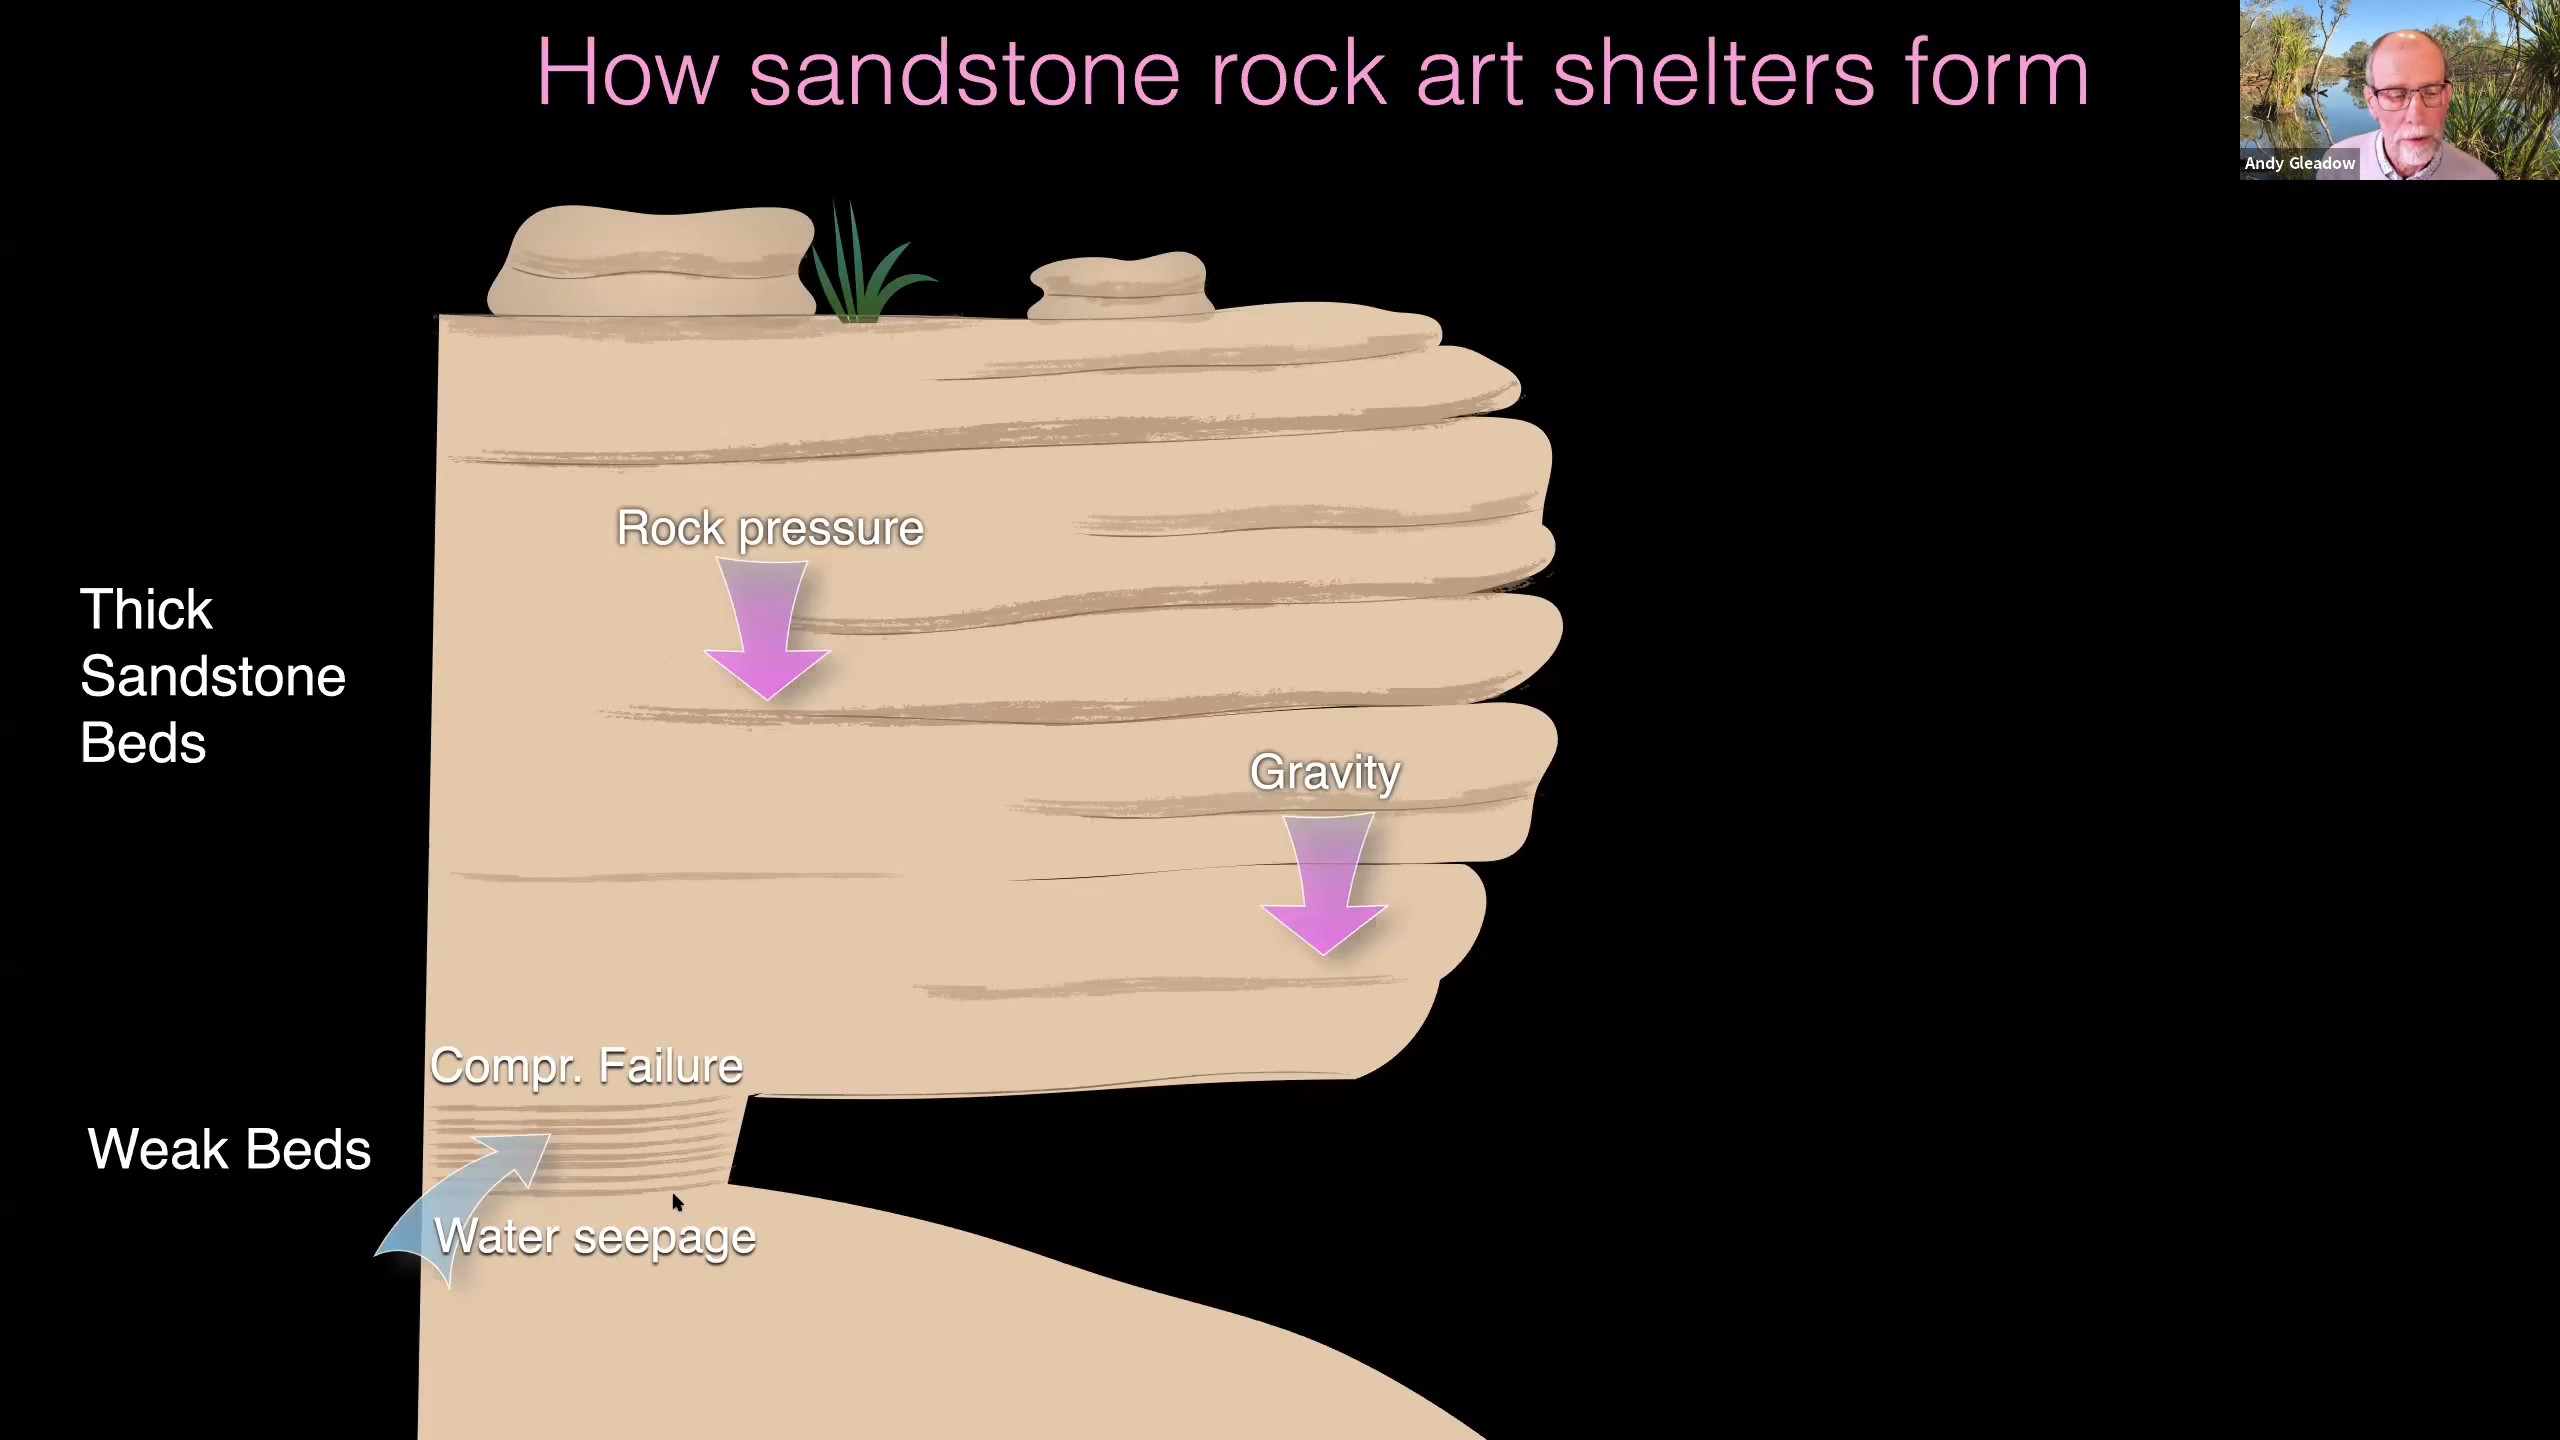 How sandstone rock art shelters form
Andy Gleadow
Rock pressure
Thick
Sandstone
Beds
Gravity
Compr. Failure
Weak Beds
Water seepage